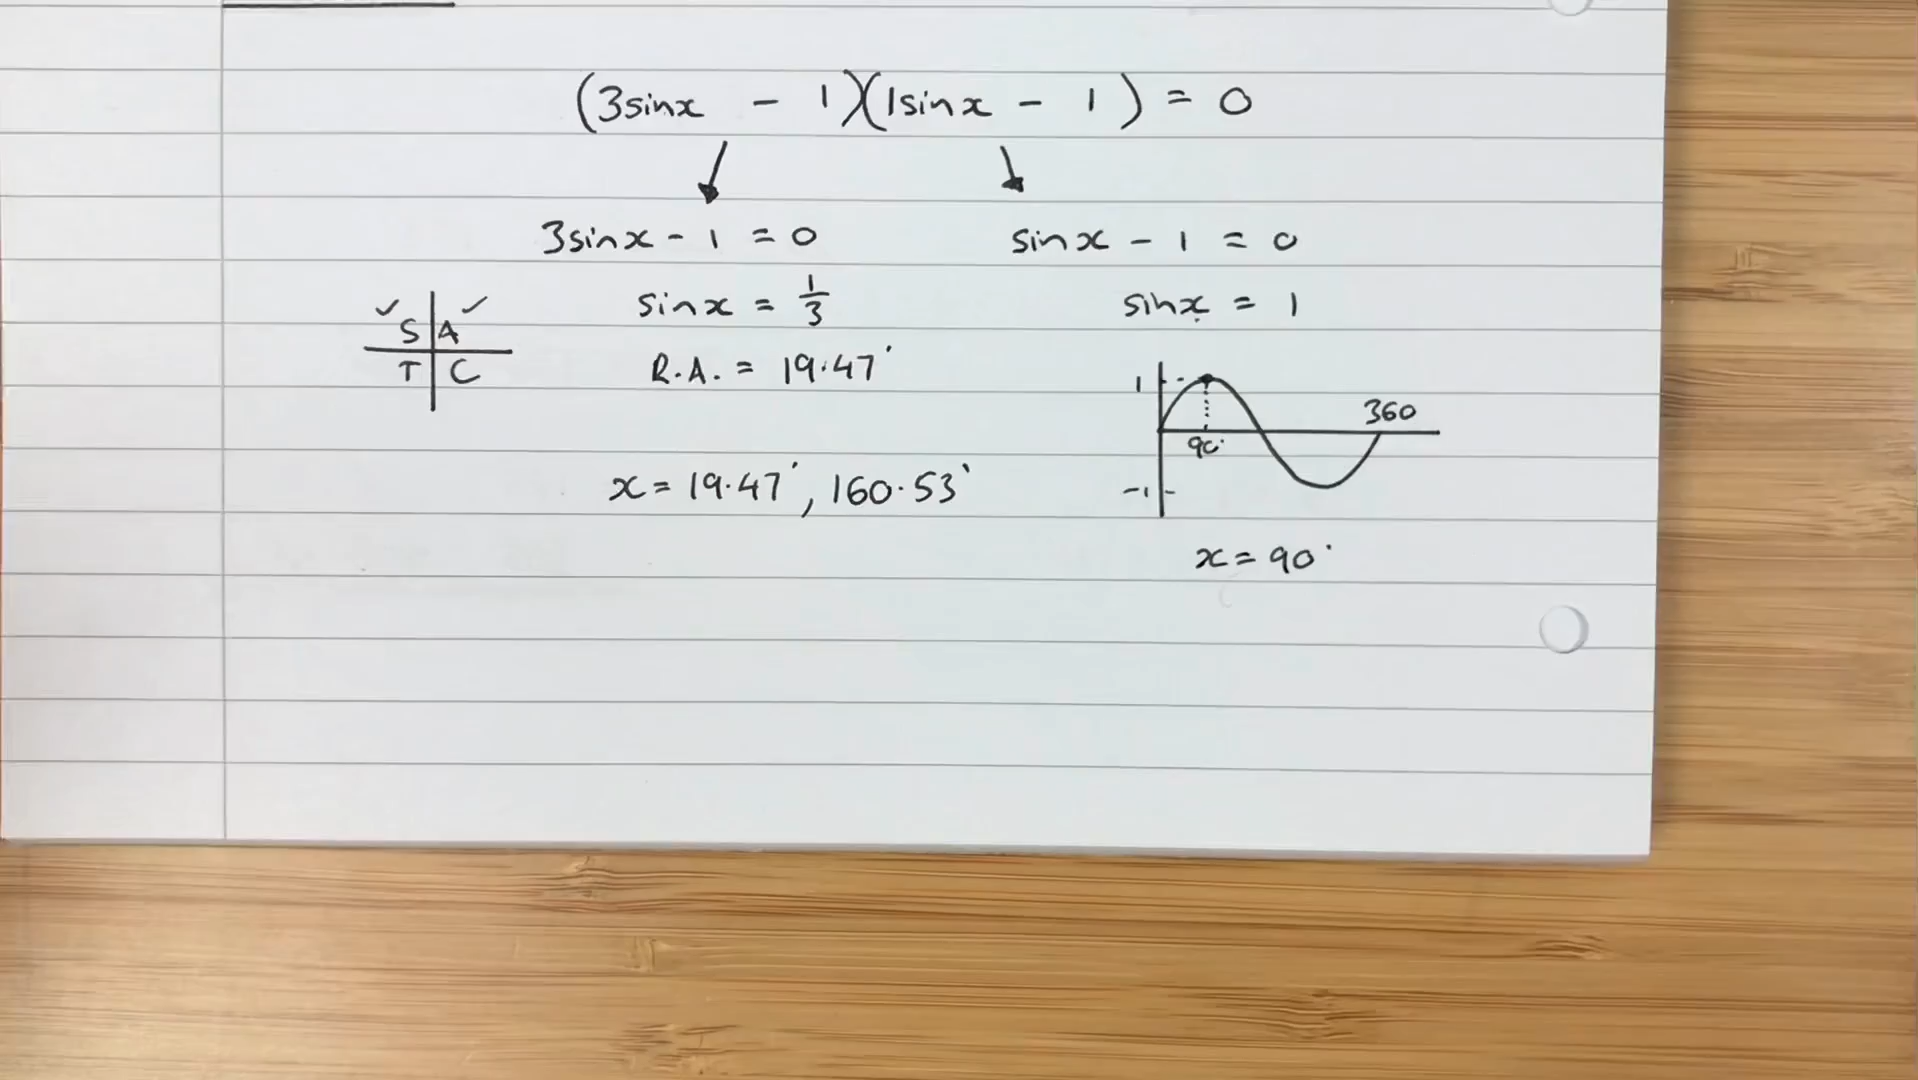 (3sinx - 1)(1sinx - 1) = 0
3sinx - 1 = 0
sinx - 1 = 0
sinx = 1/3
sinx = 1
✓ S A ✓
T C
R.A. = 19.47°
1
360
90°
-1
x = 19.47°, 160.53°
x = 90°